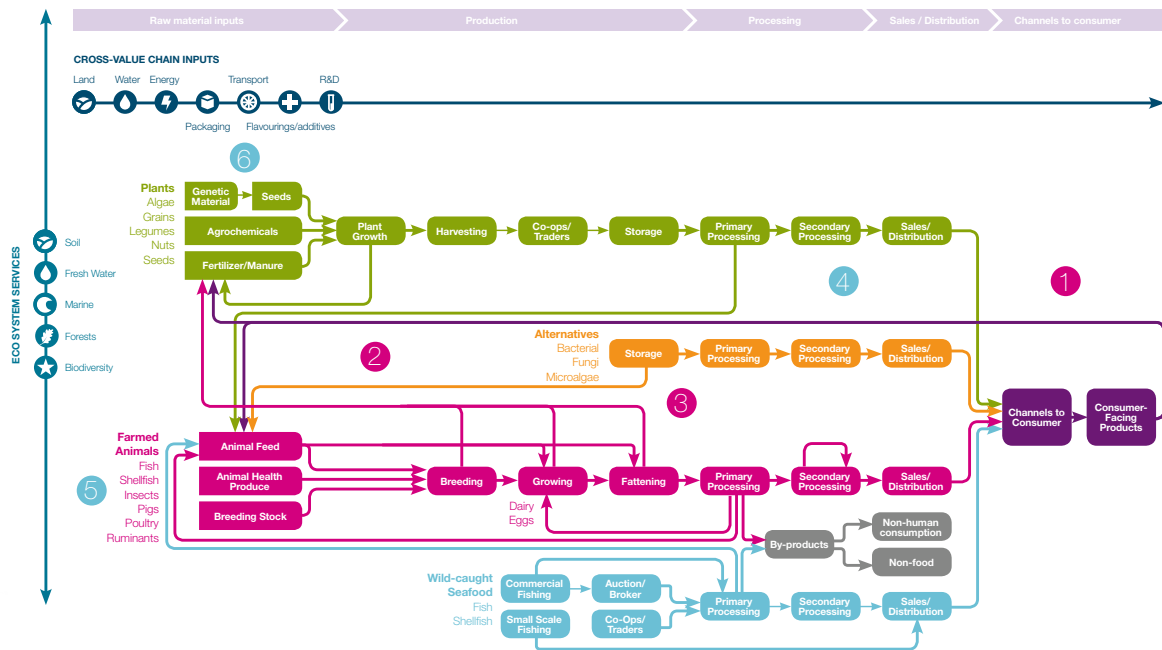 Raw material inputs
Production
Processing
Sales / Distribution
Channels to consumer
CROSS-VALUE CHAIN INPUTS
Land
Water
Energy
Transport
R&D
Packaging
Flavourings/additives
6
ECO SYSTEM SERVICES
Soil
Fresh Water
Marine
Forests
Biodiversity
Plants
Algae
Grains
Legumes
Nuts
Seeds
Genetic
Material
Seeds
Agrochemicals
Fertilizer/Manure
Plant
Growth
Harvesting
Co-ops/
Traders
Storage
Primary
Processing
Secondary
Processing
Sales/
Distribution
4
1
2
Alternatives
Bacterial
Fungi
Microalgae
Storage
Primary
Processing
Secondary
Processing
Sales/
Distribution
3
Channels to
Consumer
Consumer-
Facing
Products
5
Farmed
Animals
Fish
Shellfish
Insects
Pigs
Poultry
Ruminants
Animal Feed
Animal Health
Produce
Breeding Stock
Breeding
Growing
Fattening
Primary
Processing
Secondary
Processing
Sales/
Distribution
Dairy
Eggs
By-products
Non-human
consumption
Non-food
Wild-caught
Seafood
Fish
Shellfish
Commercial
Fishing
Auction/
Broker
Small Scale
Fishing
Co-Ops/
Traders
Primary
Processing
Secondary
Processing
Sales/
Distribution